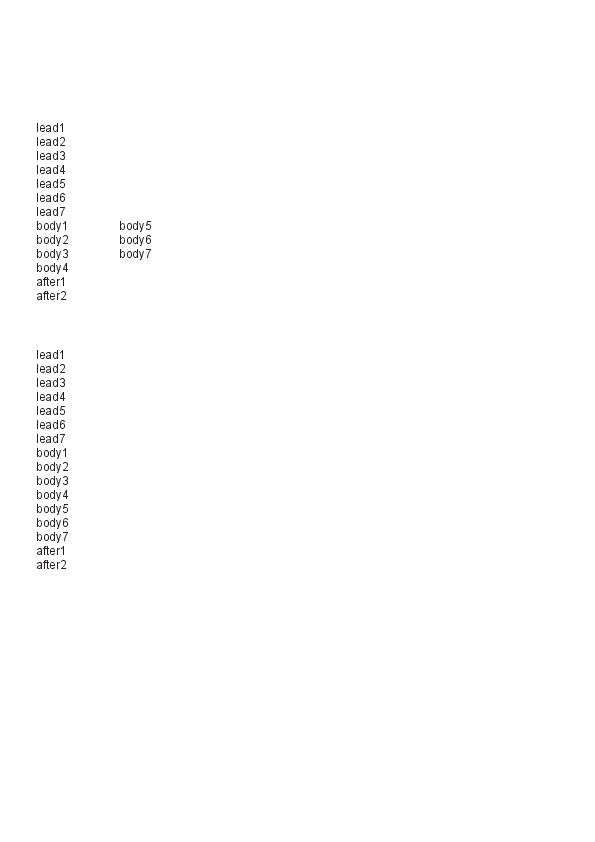 lead1
lead2
lead3
lead4
lead5
lead6
lead7
body1
body2
body3
body4
body5
body6
body7
after1
after2
lead1
lead2
lead3
lead4
lead5
lead6
lead7
body1
body2
body3
body4
body5
body6
body7
after1
after2